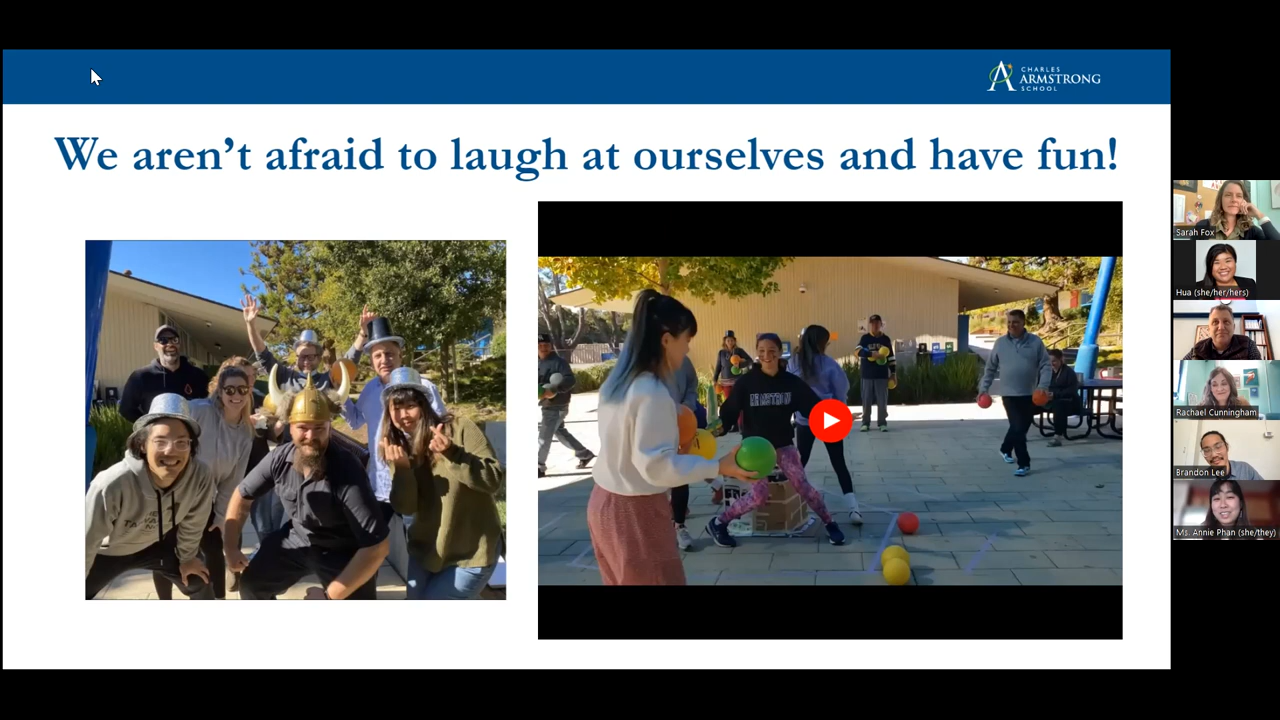 CHARLES
ARMSTRONG
SCHOOL
We aren’t afraid to laugh at ourselves and have fun!
Sarah Fox
Hua (she/her/hers)
Rachael Cunningham
Brandon Lee
Ms. Annie Phan (she/they)